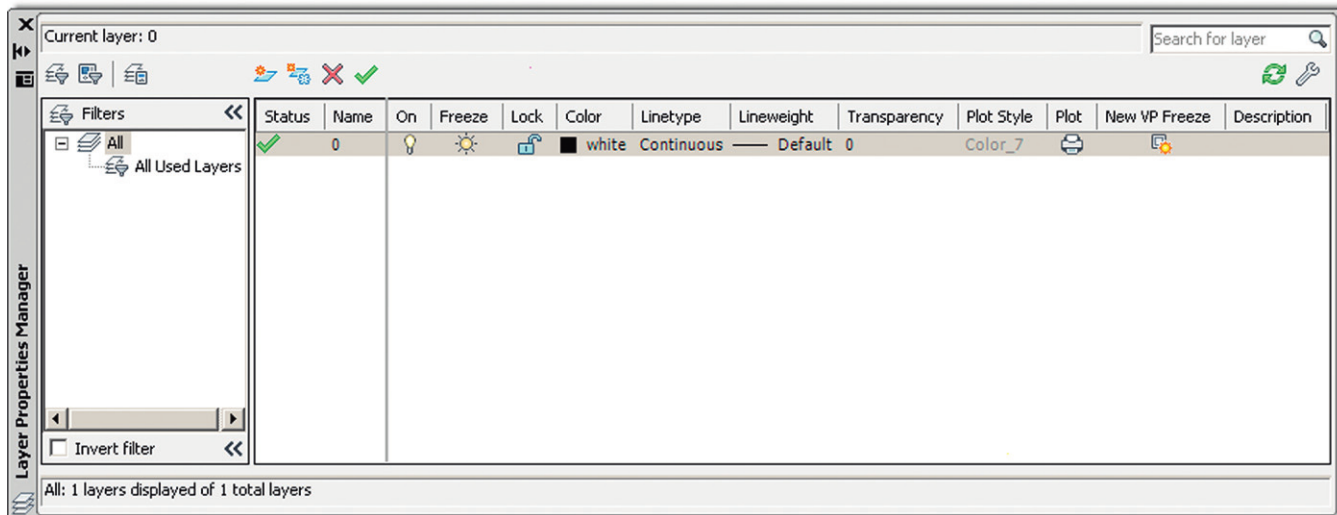 Current layer: 0
Search for layer
Filters
Status Name On Freeze Lock Color Linetype Lineweight Transparency Plot Style Plot New VP Freeze Description
All
0 white Continuous Default 0 Color_7
All Used Layers
Invert filter
All: 1 layers displayed of 1 total layers
Layer Properties Manager